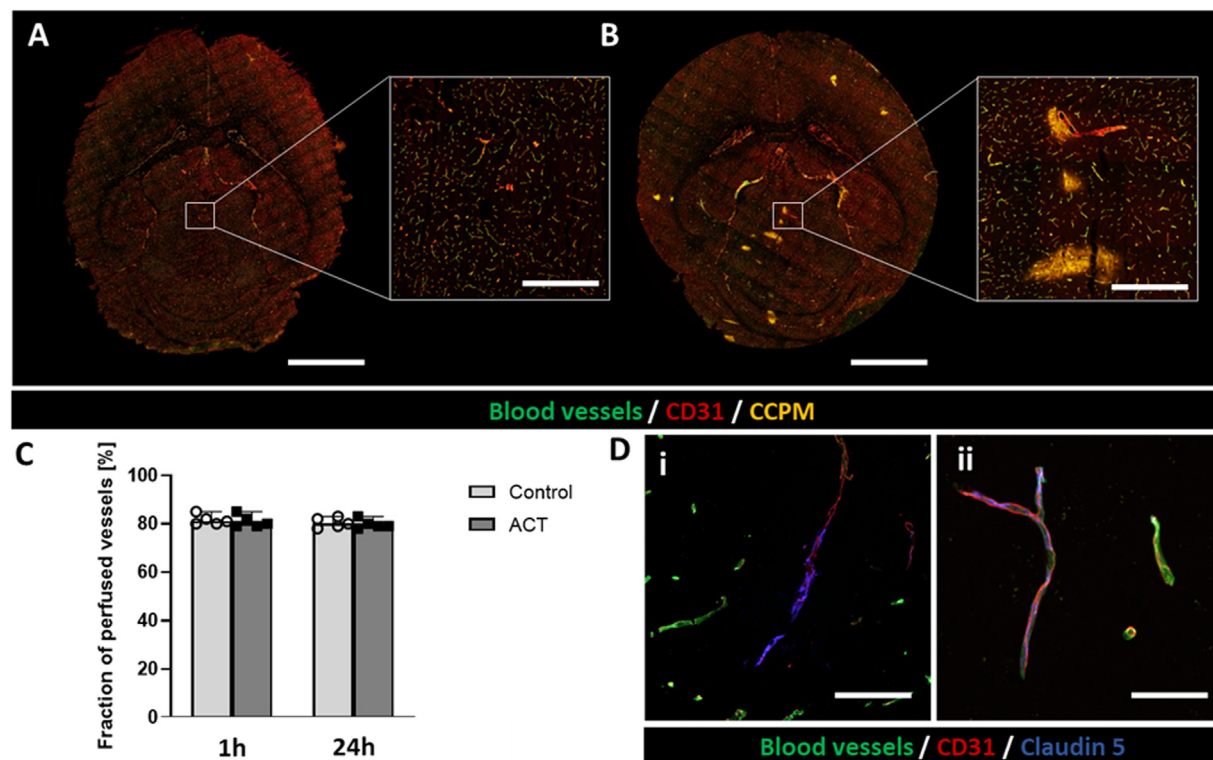 A
B
Blood vessels / CD31 / CCPM
C
Fraction of perfused vessels [%]
100
80
60
40
20
0
1h
24h
Control
ACT
D
i
ii
Blood vessels / CD31 / Claudin 5